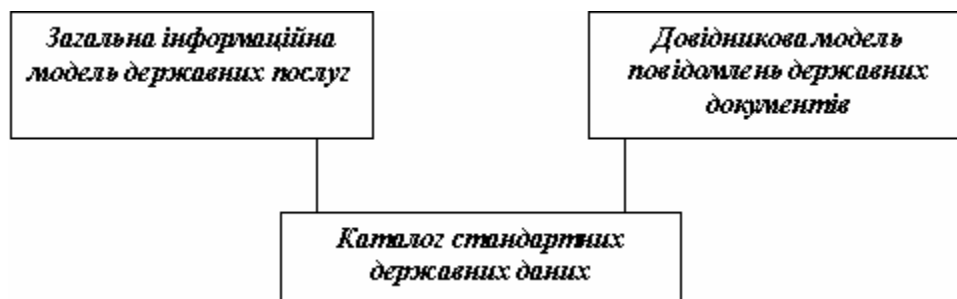 Загальна інформаційна
модель державних послуг
Довідникова модель
повідомлень державних
документів
Каталог стандартних
державних даних